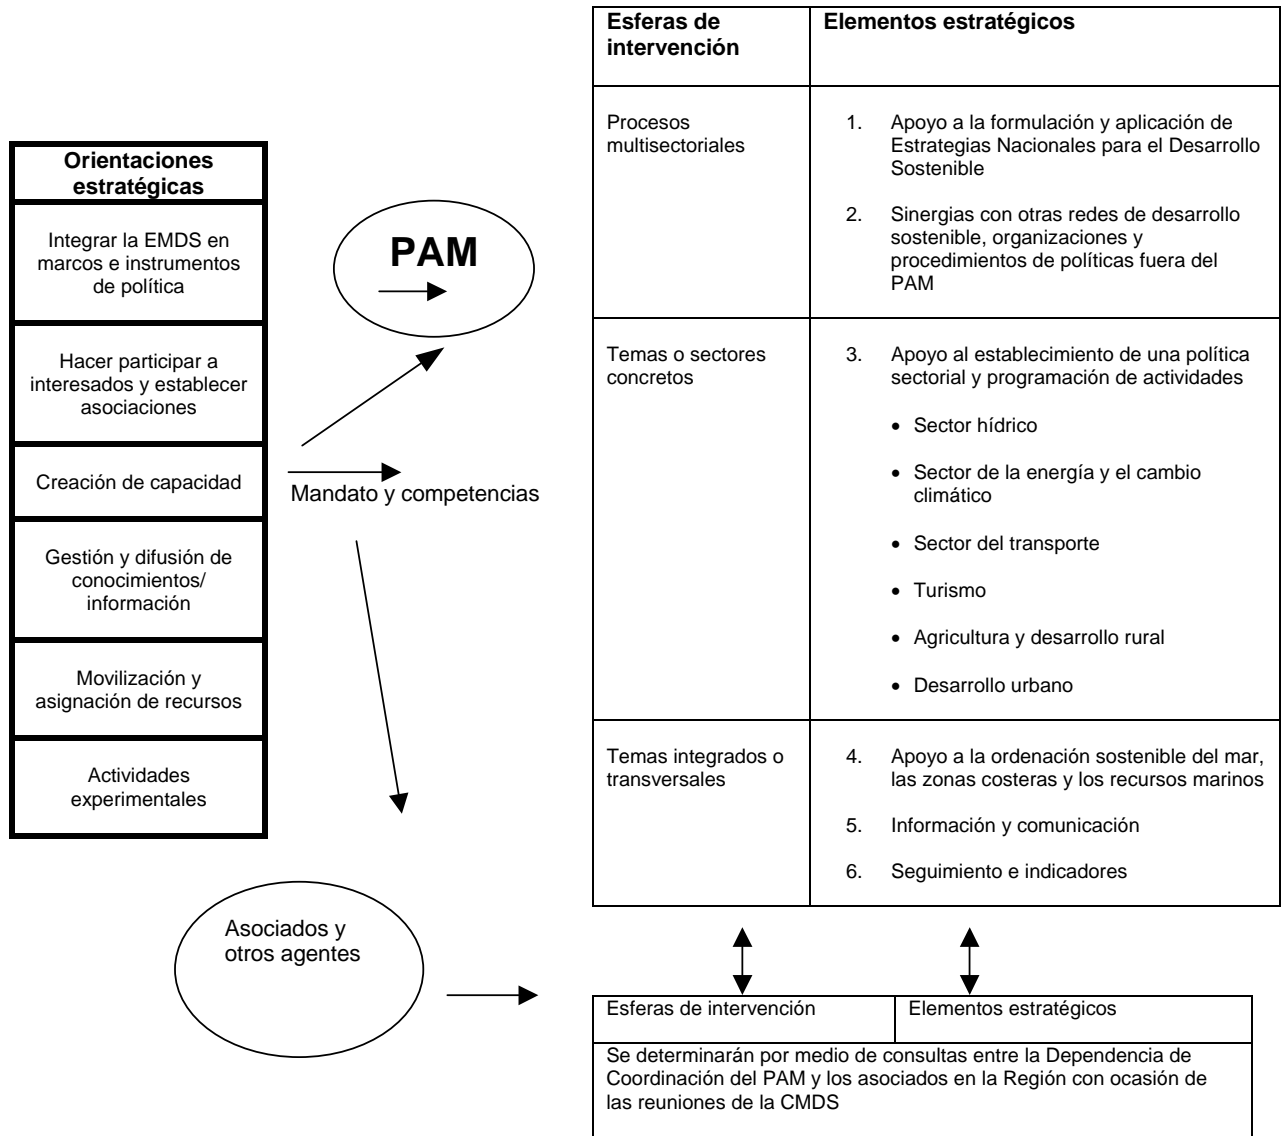 Orientaciones
estratégicas
Integrar la EMDS en
marcos e instrumentos
de política
Hacer participar a
interesados y establecer
asociaciones
Creación de capacidad
Gestión y difusión de
conocimientos/
información
Movilización y
asignación de recursos
Actividades
experimentales
PAM
Mandato y competencias
Asociados y
otros agentes
Esferas de
intervención
Elementos estratégicos
Procesos
multisectoriales
1. Apoyo a la formulación y aplicación de
Estrategias Nacionales para el Desarrollo
Sostenible
2. Sinergias con otras redes de desarrollo
sostenible, organizaciones y
procedimientos de políticas fuera del
PAM
Temas o sectores
concretos
3. Apoyo al establecimiento de una política
sectorial y programación de actividades
• Sector hídrico
• Sector de la energía y el cambio
climático
• Sector del transporte
• Turismo
• Agricultura y desarrollo rural
• Desarrollo urbano
Temas integrados o
transversales
4. Apoyo a la ordenación sostenible del mar,
las zonas costeras y los recursos marinos
5. Información y comunicación
6. Seguimiento e indicadores
Esferas de intervención
Elementos estratégicos
Se determinarán por medio de consultas entre la Dependencia de
Coordinación del PAM y los asociados en la Región con ocasión de
las reuniones de la CMDS